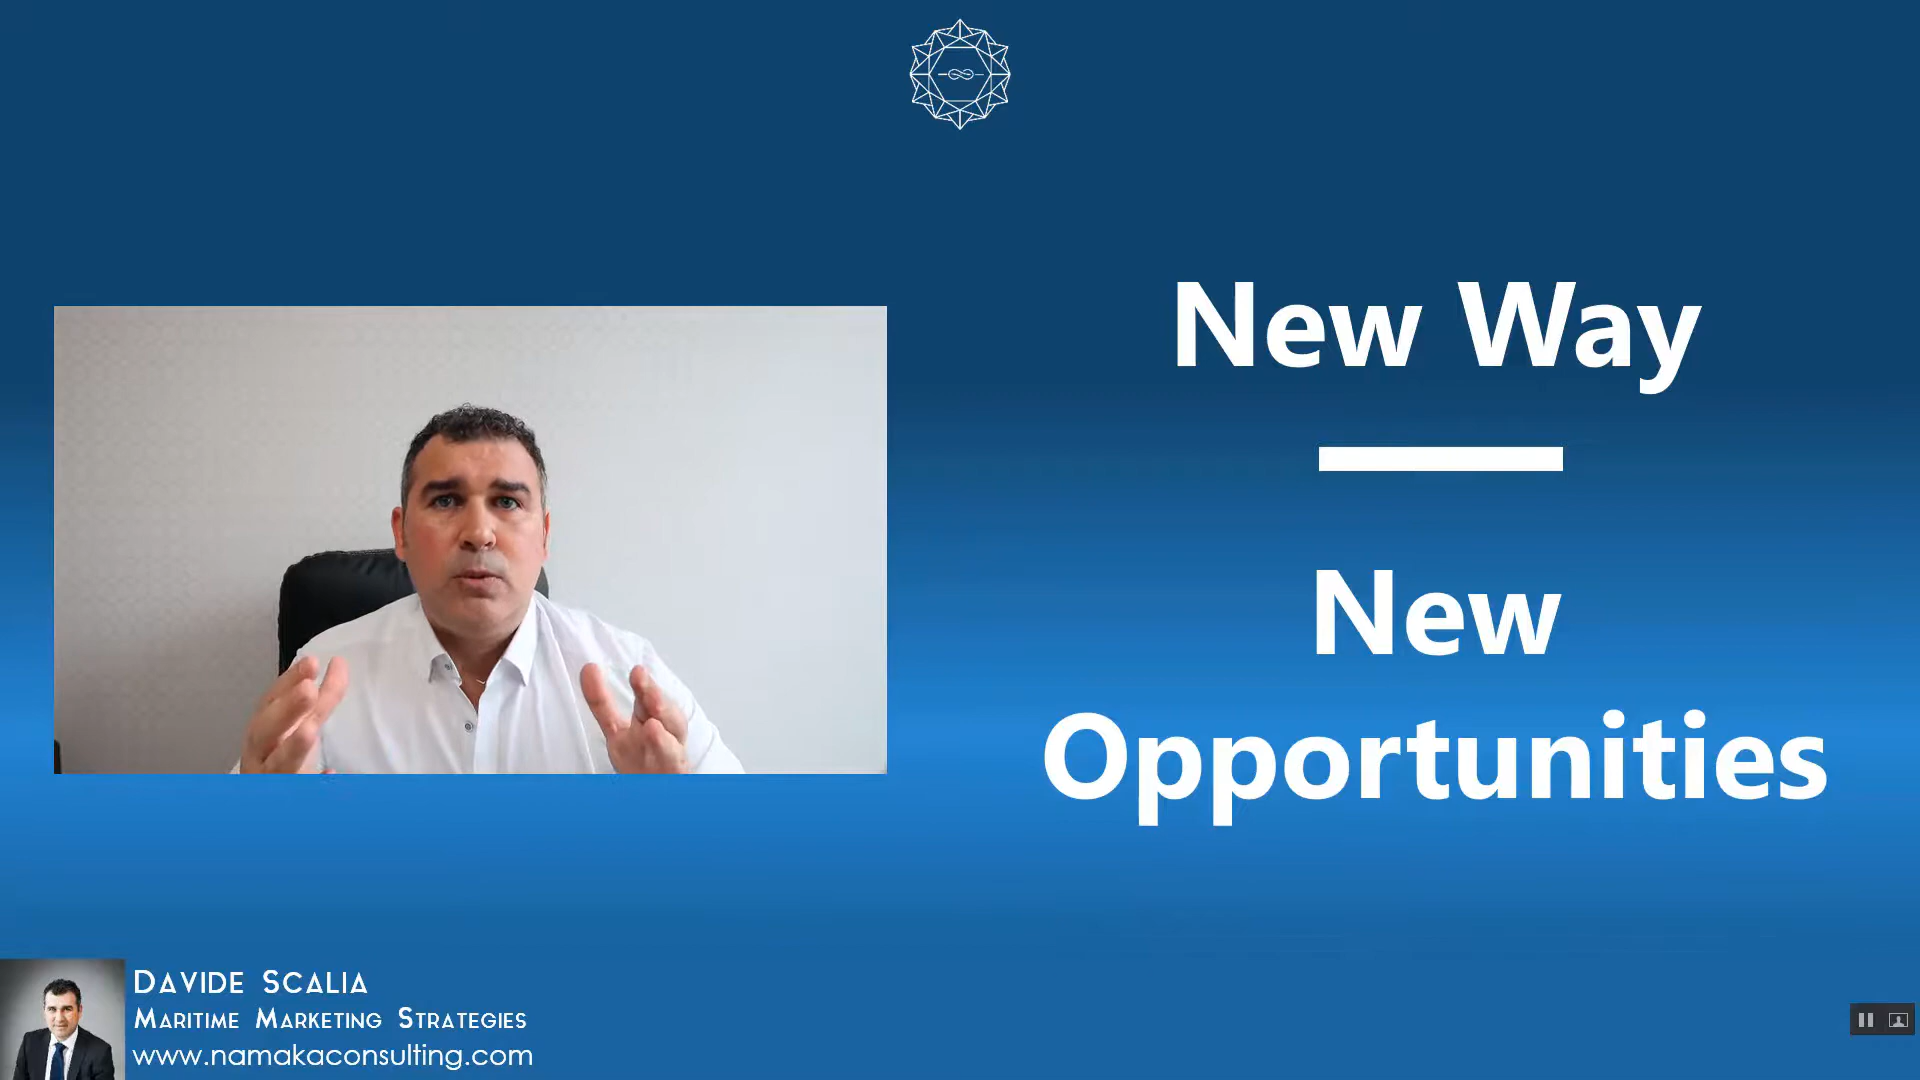 New Way
New
Opportunities
Davide Scalia
Maritime Marketing Strategies
www.namakaconsulting.com